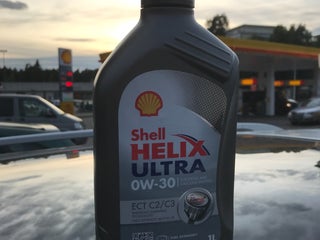 Shell
HELIX
ULTRA
0W-30
ECT C2/C3
1L